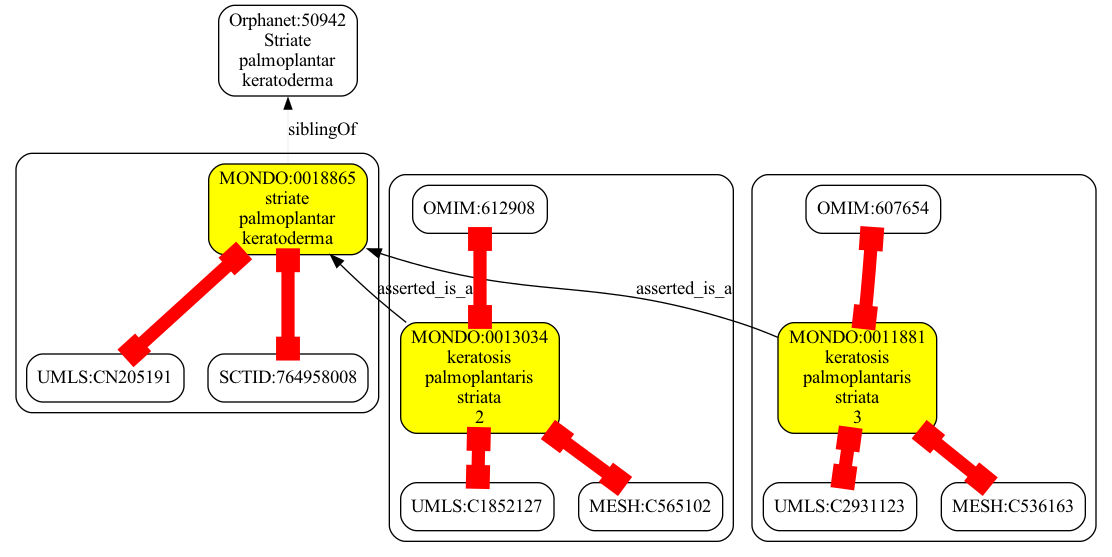 Orphanet:50942
Striate
palmoplantar
keratoderma
siblingOf
MONDO:0018865
striate
palmoplantar
keratoderma
OMIM:612908
OMIM:607654
asserted_is_a
asserted_is_a
UMLS:CN205191
SCTID:764958008
MONDO:0013034
keratosis
palmoplantaris
striata
2
MONDO:0011881
keratosis
palmoplantaris
striata
3
UMLS:C1852127
MESH:C565102
UMLS:C2931123
MESH:C536163